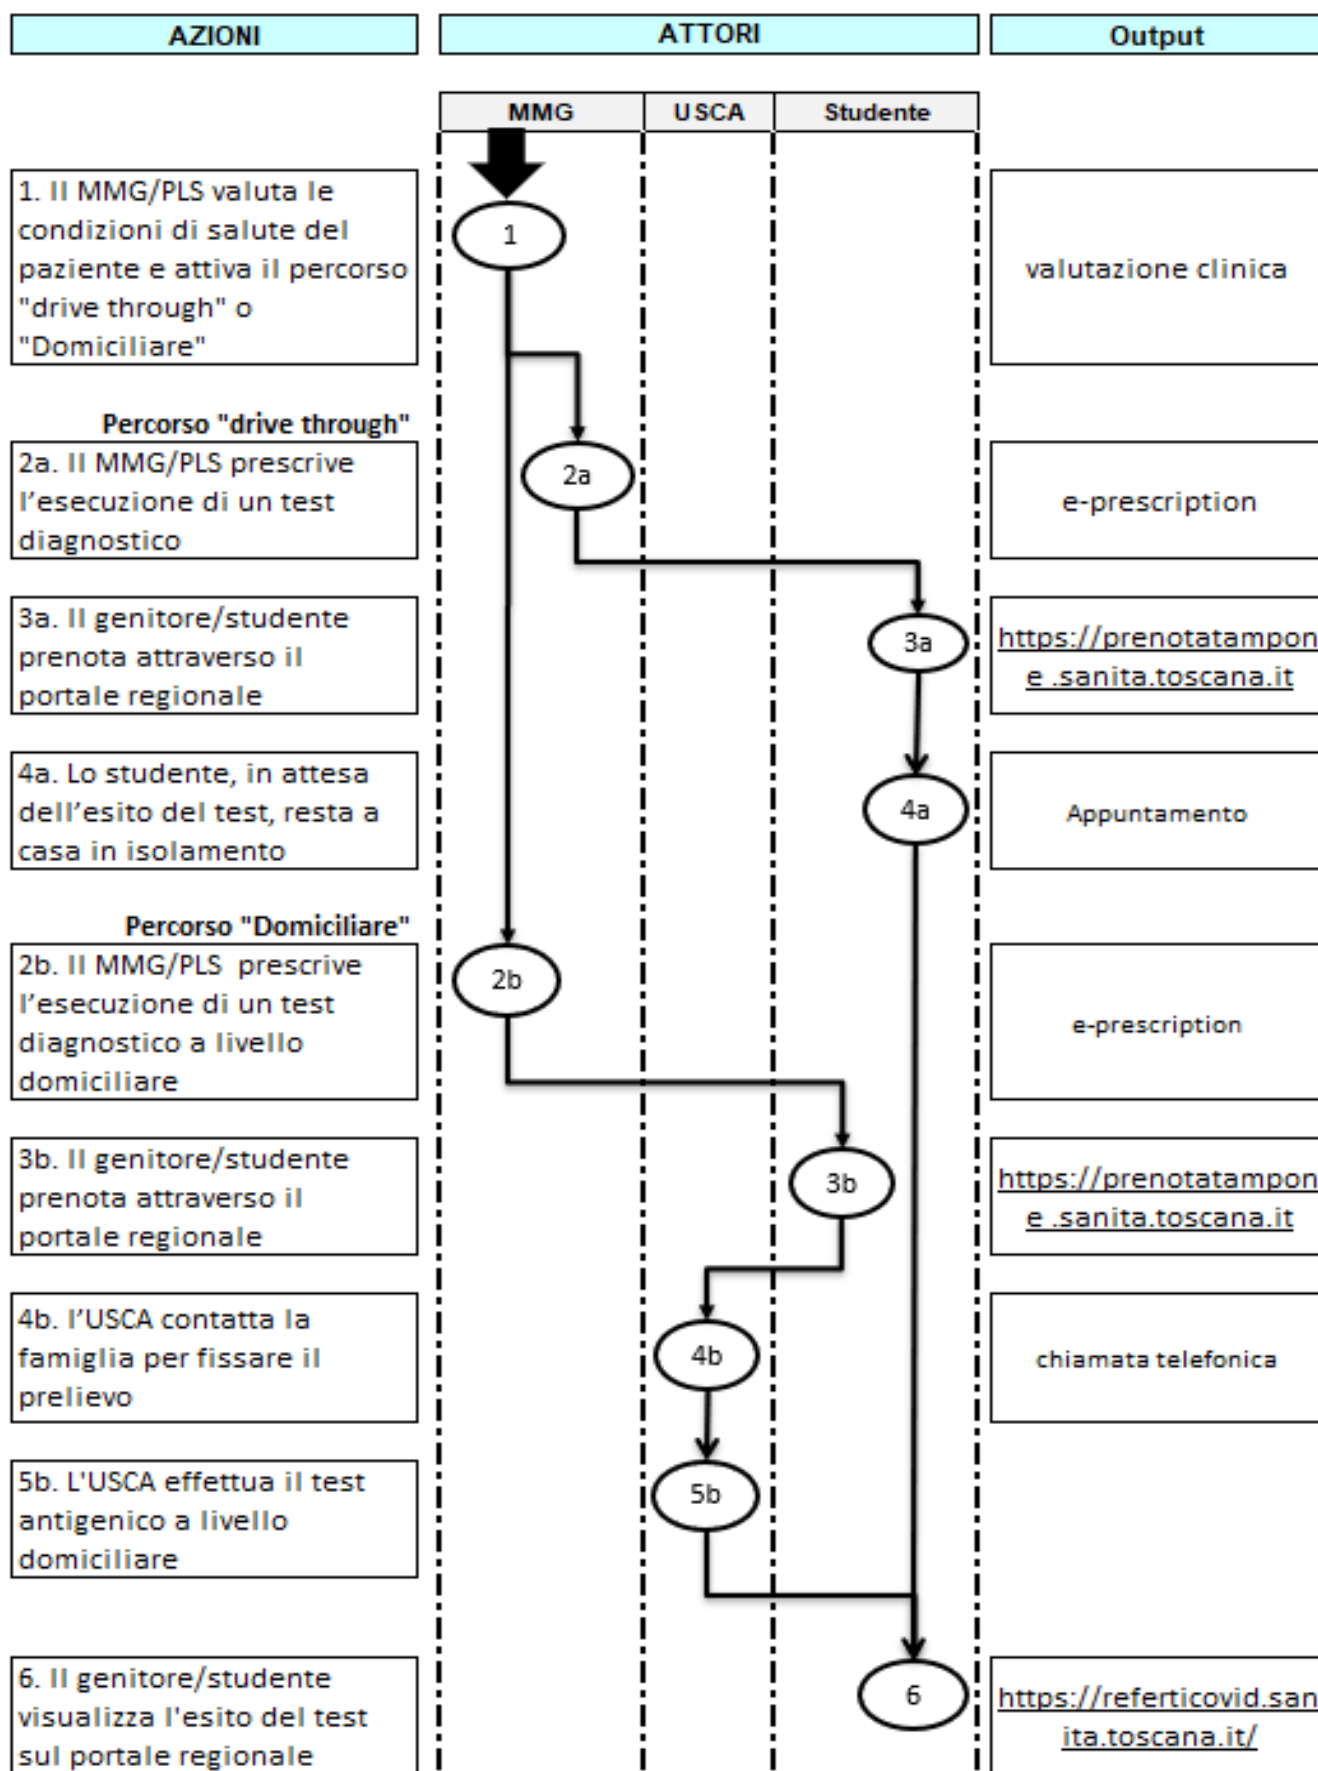 AZIONI
ATTORI
Output
MMG
USCA
Studente
1. Il MMG/PLS valuta le
condizioni di salute del
paziente e attiva il percorso
"drive through" o
"Domiciliare"
1
valutazione clinica
Percorso "drive through"
2a. Il MMG/PLS prescrive
l’esecuzione di un test
diagnostico
2a
e-prescription
3a. Il genitore/studente
prenota attraverso il
portale regionale
3a
https://prenotatampon
e .sanita.toscana.it
4a. Lo studente, in attesa
dell’esito del test, resta a
casa in isolamento
4a
Appuntamento
Percorso "Domiciliare"
2b. Il MMG/PLS  prescrive
l’esecuzione di un test
diagnostico a livello
domiciliare
2b
e-prescription
3b. Il genitore/studente
prenota attraverso il
portale regionale
3b
https://prenotatampon
e .sanita.toscana.it
4b. l’USCA contatta la
famiglia per fissare il
prelievo
4b
chiamata telefonica
5b. L'USCA effettua il test
antigenico a livello
domiciliare
5b
6. Il genitore/studente
visualizza l'esito del test
sul portale regionale
6
https://referticovid.san
ita.toscana.it/